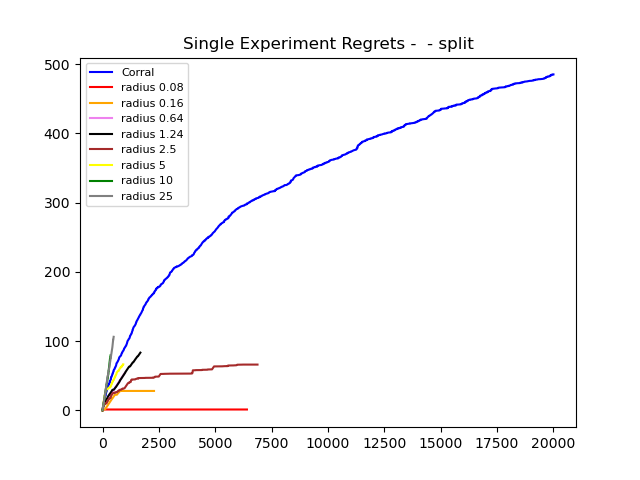 Single Experiment Regrets -  - split
500
400
300
200
100
0
Corral
radius 0.08
radius 0.16
radius 0.64
radius 1.24
radius 2.5
radius 5
radius 10
radius 25
0 2500 5000 7500 10000 12500 15000 17500 20000